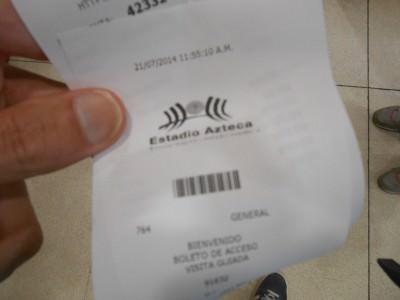 42332
21/07/2014 11:55:10 A.M.
Estadio Azteca
764 GENERAL
BIENVENIDO
BOLETO DE ACCESO
VISITA GUIADA